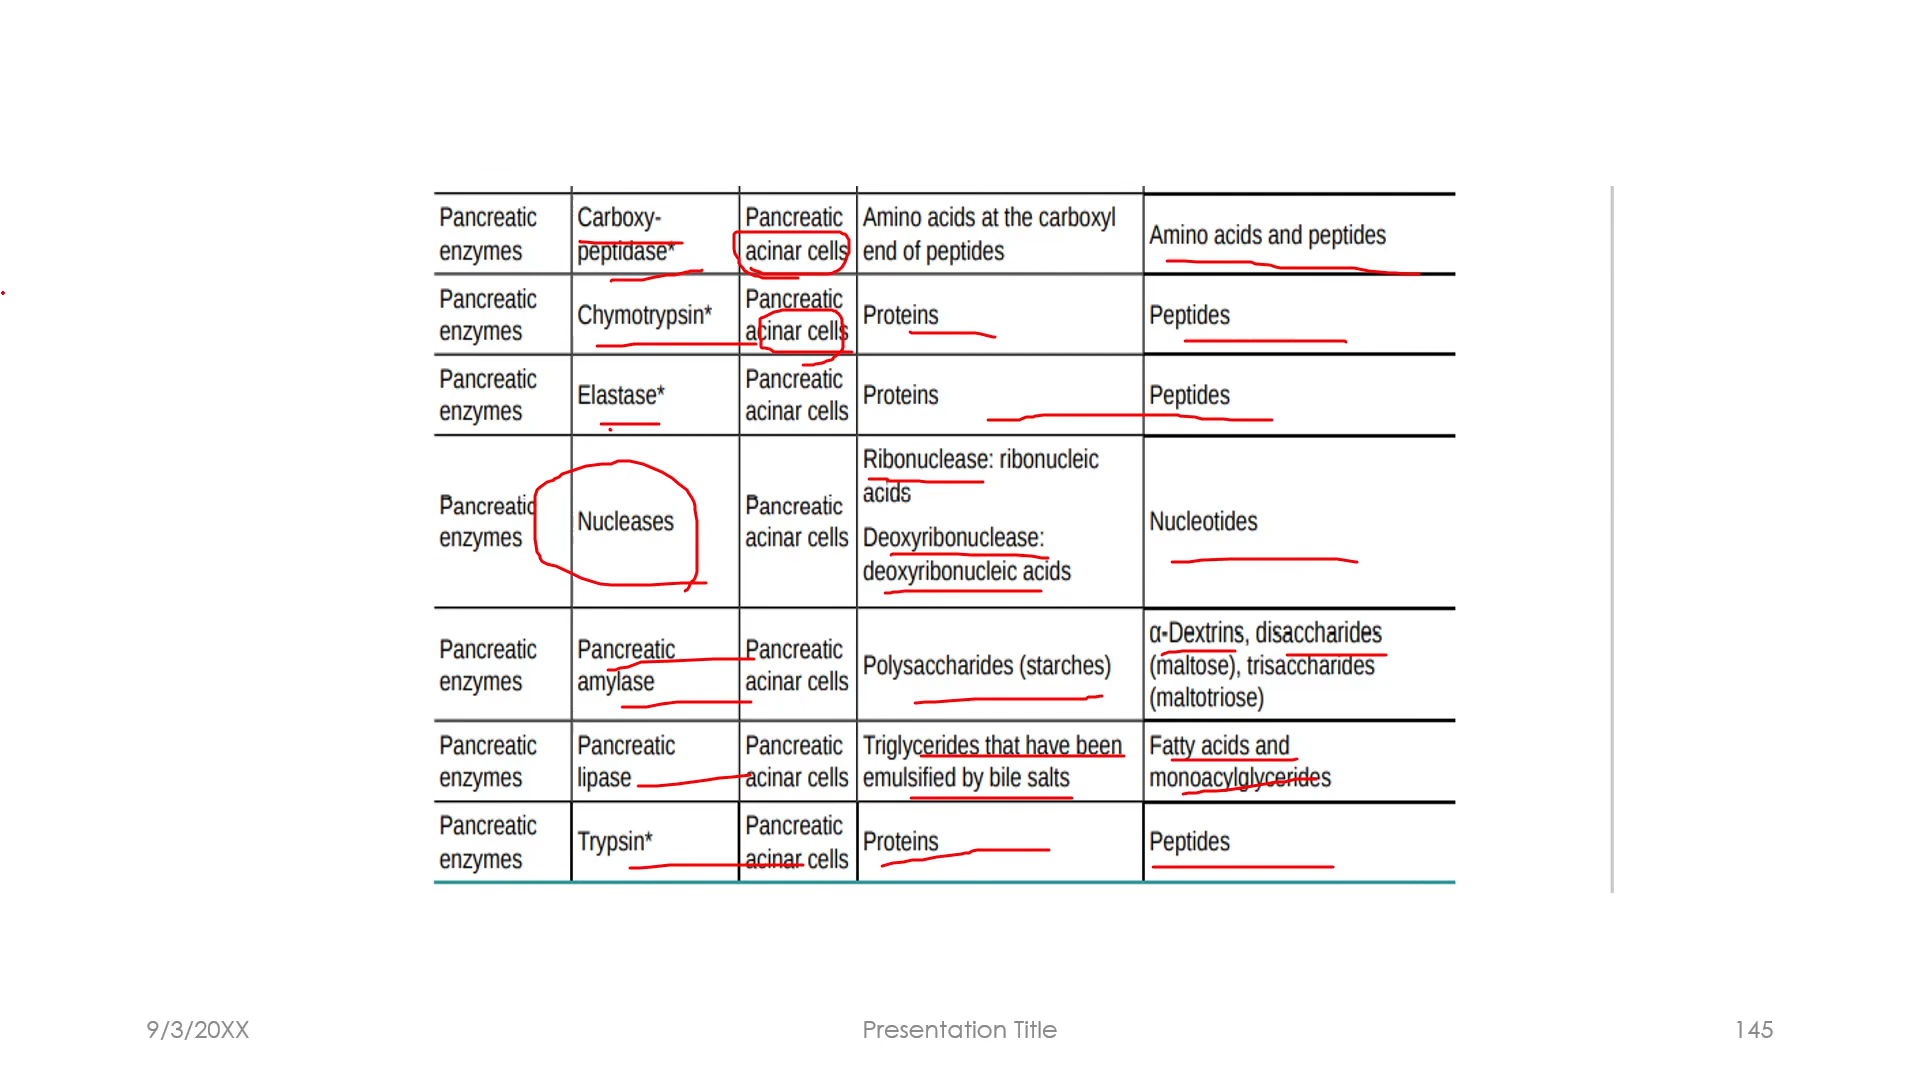 Pancreatic
enzymes
Carboxy-
peptidase*
Pancreatic
acinar cells
Amino acids at the carboxyl
end of peptides
Amino acids and peptides
Pancreatic
enzymes
Chymotrypsin*
Pancreatic
acinar cells
Proteins
Peptides
Pancreatic
enzymes
Elastase*
Pancreatic
acinar cells
Proteins
Peptides
Pancreatic
enzymes
Nucleases
Pancreatic
acinar cells
Ribonuclease: ribonucleic
acids
Deoxyribonuclease:
deoxyribonucleic acids
Nucleotides
Pancreatic
enzymes
Pancreatic
amylase
Pancreatic
acinar cells
Polysaccharides (starches)
α-Dextrins, disaccharides
(maltose), trisaccharides
(maltotriose)
Pancreatic
enzymes
Pancreatic
lipase
Pancreatic
acinar cells
Triglycerides that have been
emulsified by bile salts
Fatty acids and
monoacylglycerides
Pancreatic
enzymes
Trypsin*
Pancreatic
acinar cells
Proteins
Peptides
9/3/20XX
Presentation Title
145